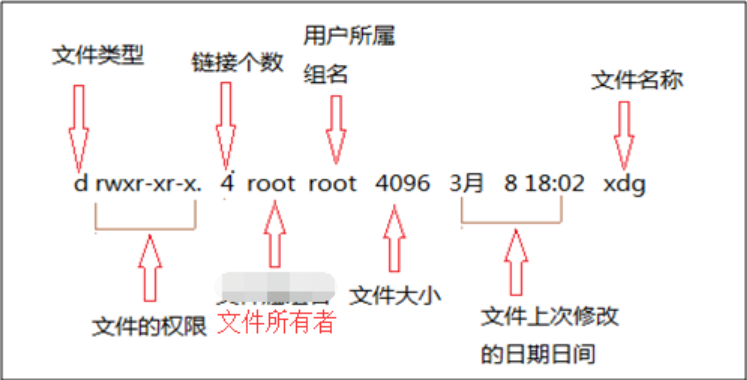 文件类型
链接个数
用户所属
组名
文件名称
d rwxr-xr-x. 4 root root 4096 3月 8 18:02 xdg
文件的权限
文件所有者
文件大小
文件上次修改
的日期日间